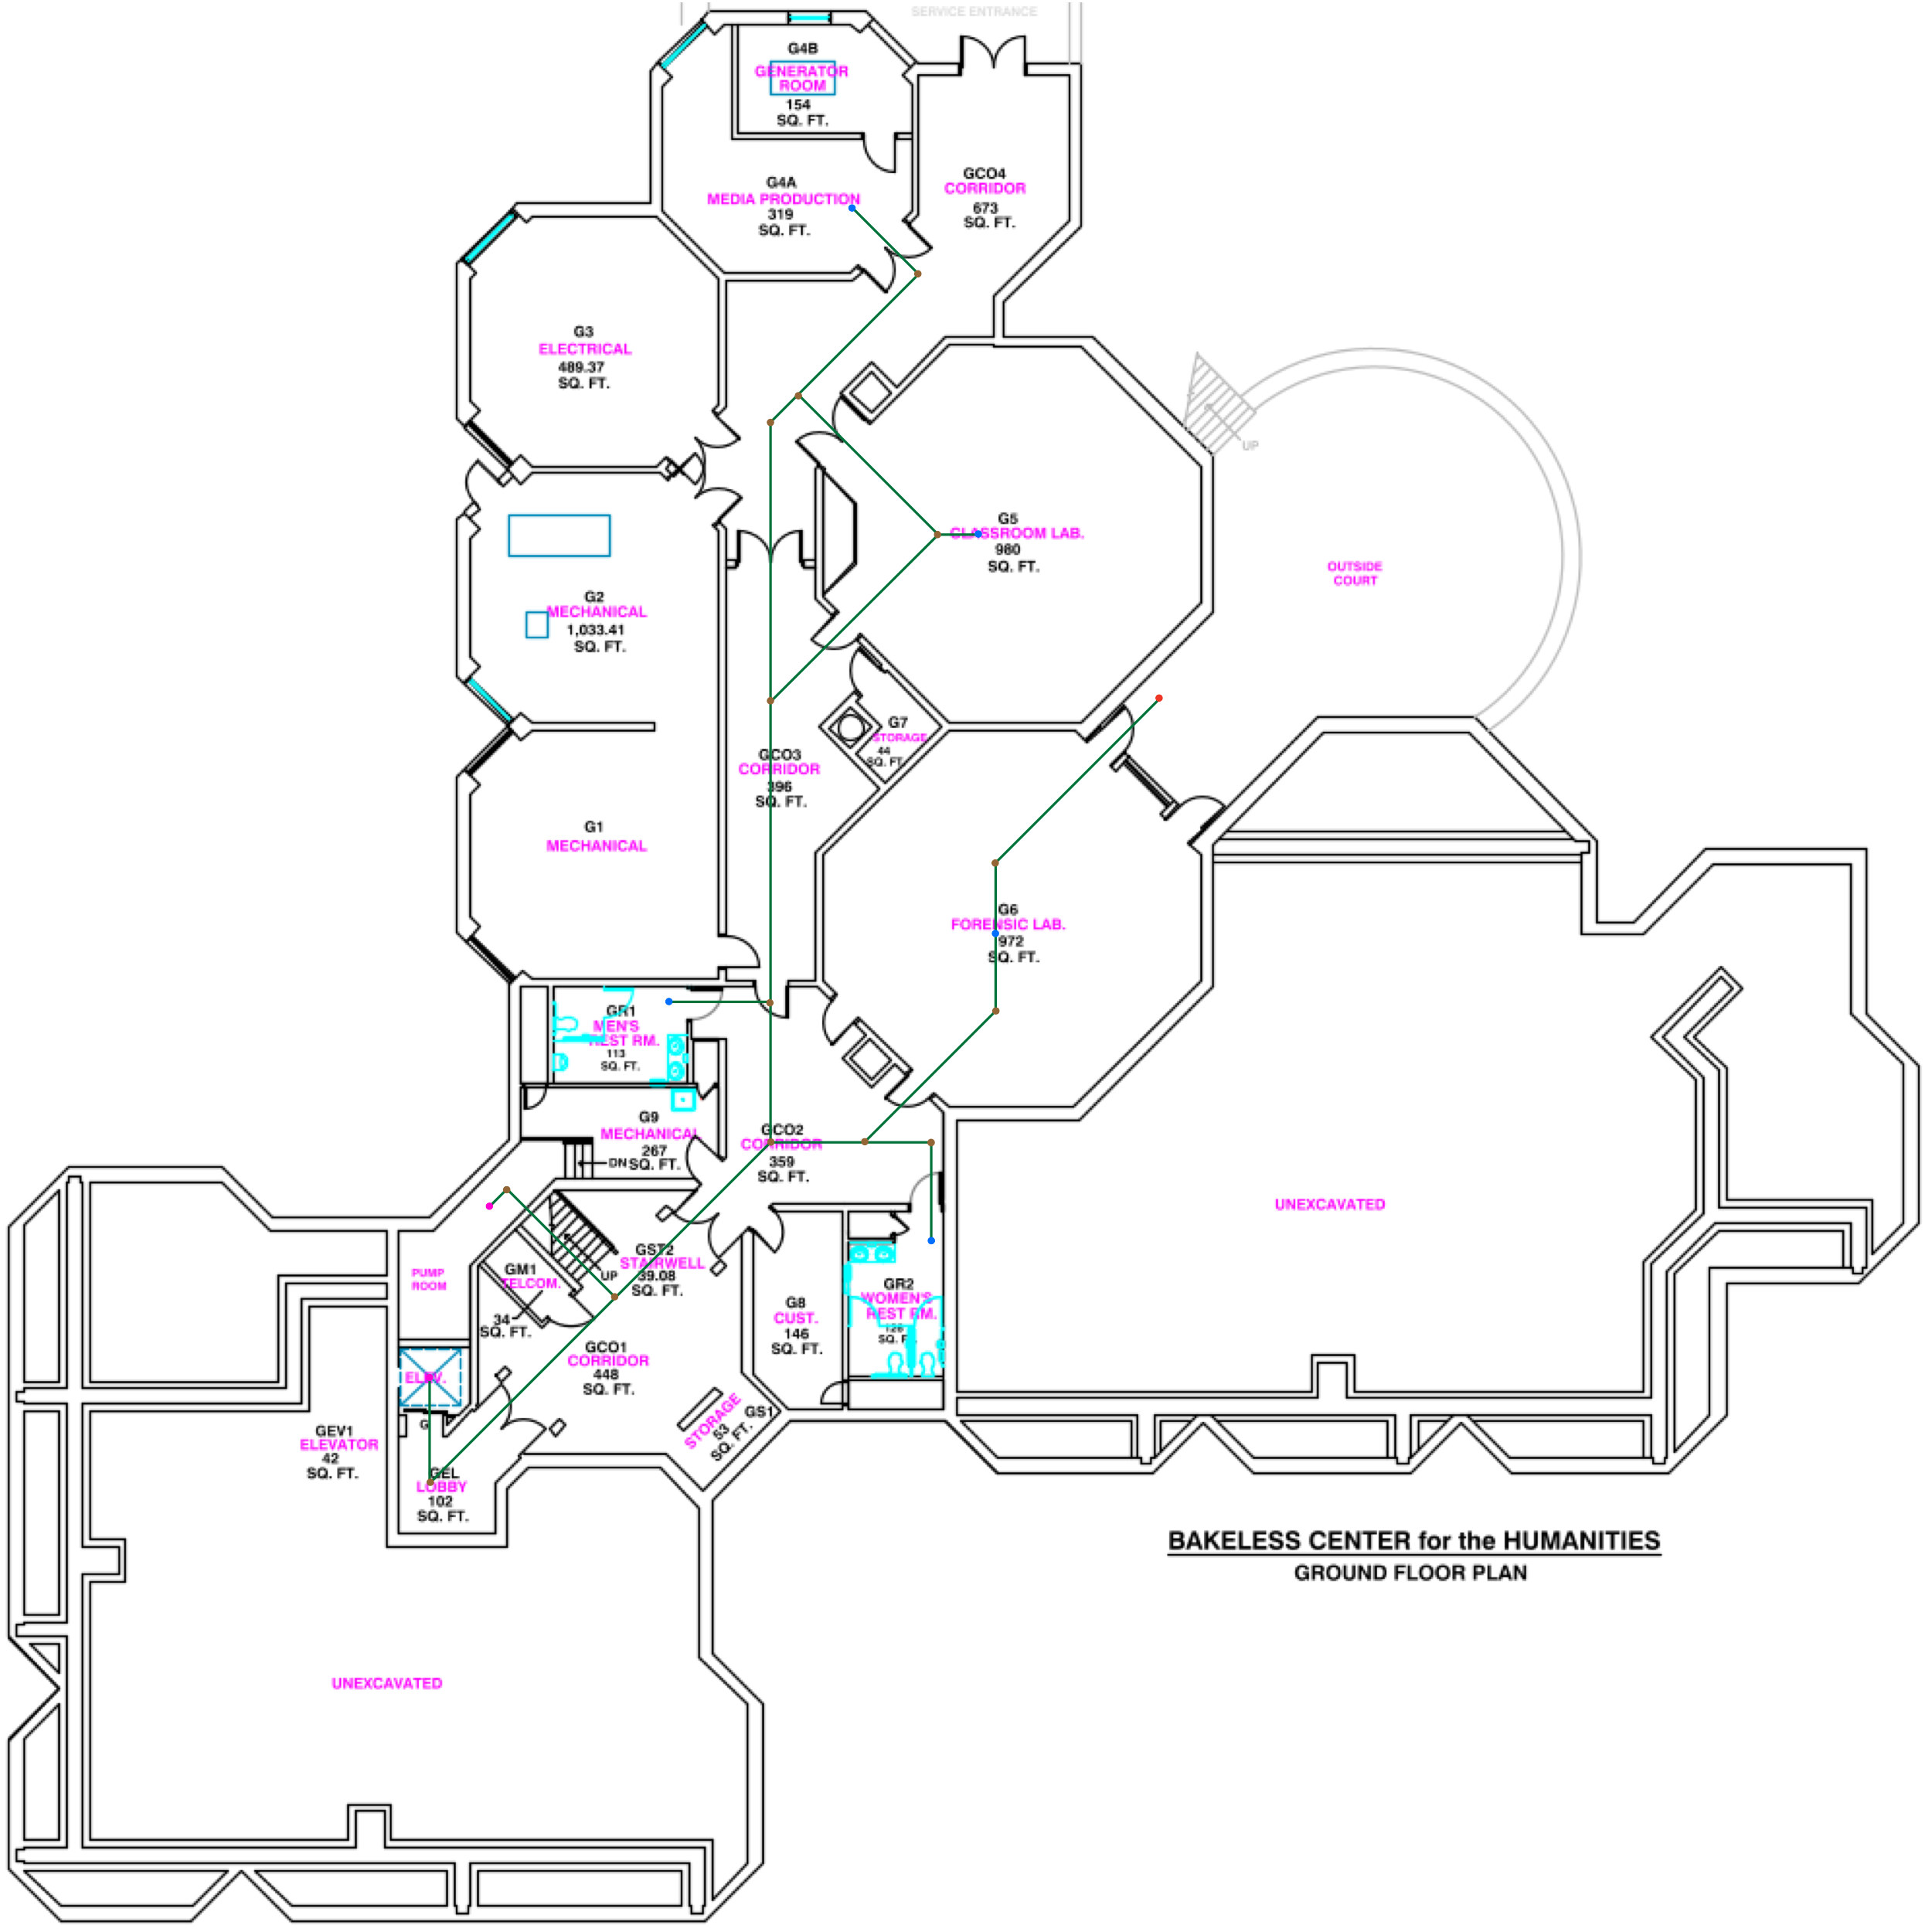 SERVICE ENTRANCE
G4B
GENERATOR
ROOM
154
SQ. FT.
G4A
MEDIA PRODUCTION
319
SQ. FT.
GCO4
CORRIDOR
673
SQ. FT.
G3
ELECTRICAL
489.37
SQ. FT.
UP
G5
CLASSROOM LAB.
980
SQ. FT.
OUTSIDE
COURT
G2
MECHANICAL
1,033.41
SQ. FT.
G7
STORAGE
44
SQ. FT.
GCO3
CORRIDOR
396
SQ. FT.
G1
MECHANICAL
G6
FORENSIC LAB.
972
SQ. FT.
GR1
MEN'S
REST RM.
113
SQ. FT.
G9
MECHANICAL
267
SQ. FT.
DN
GCO2
CORRIDOR
359
SQ. FT.
UNEXCAVATED
GST2
STAIRWELL
39.08
SQ. FT.
UP
GM1
TELCOM.
34
SQ. FT.
PUMP
ROOM
GR2
WOMEN'S
REST RM.
126
SQ. FT.
G8
CUST.
146
SQ. FT.
GCO1
CORRIDOR
448
SQ. FT.
ELEV.
G
STORAGE
GS1
53
SQ. FT.
GEV1
ELEVATOR
42
SQ. FT.
GEL
LOBBY
102
SQ. FT.
BAKELESS CENTER for the HUMANITIES
GROUND FLOOR PLAN
UNEXCAVATED